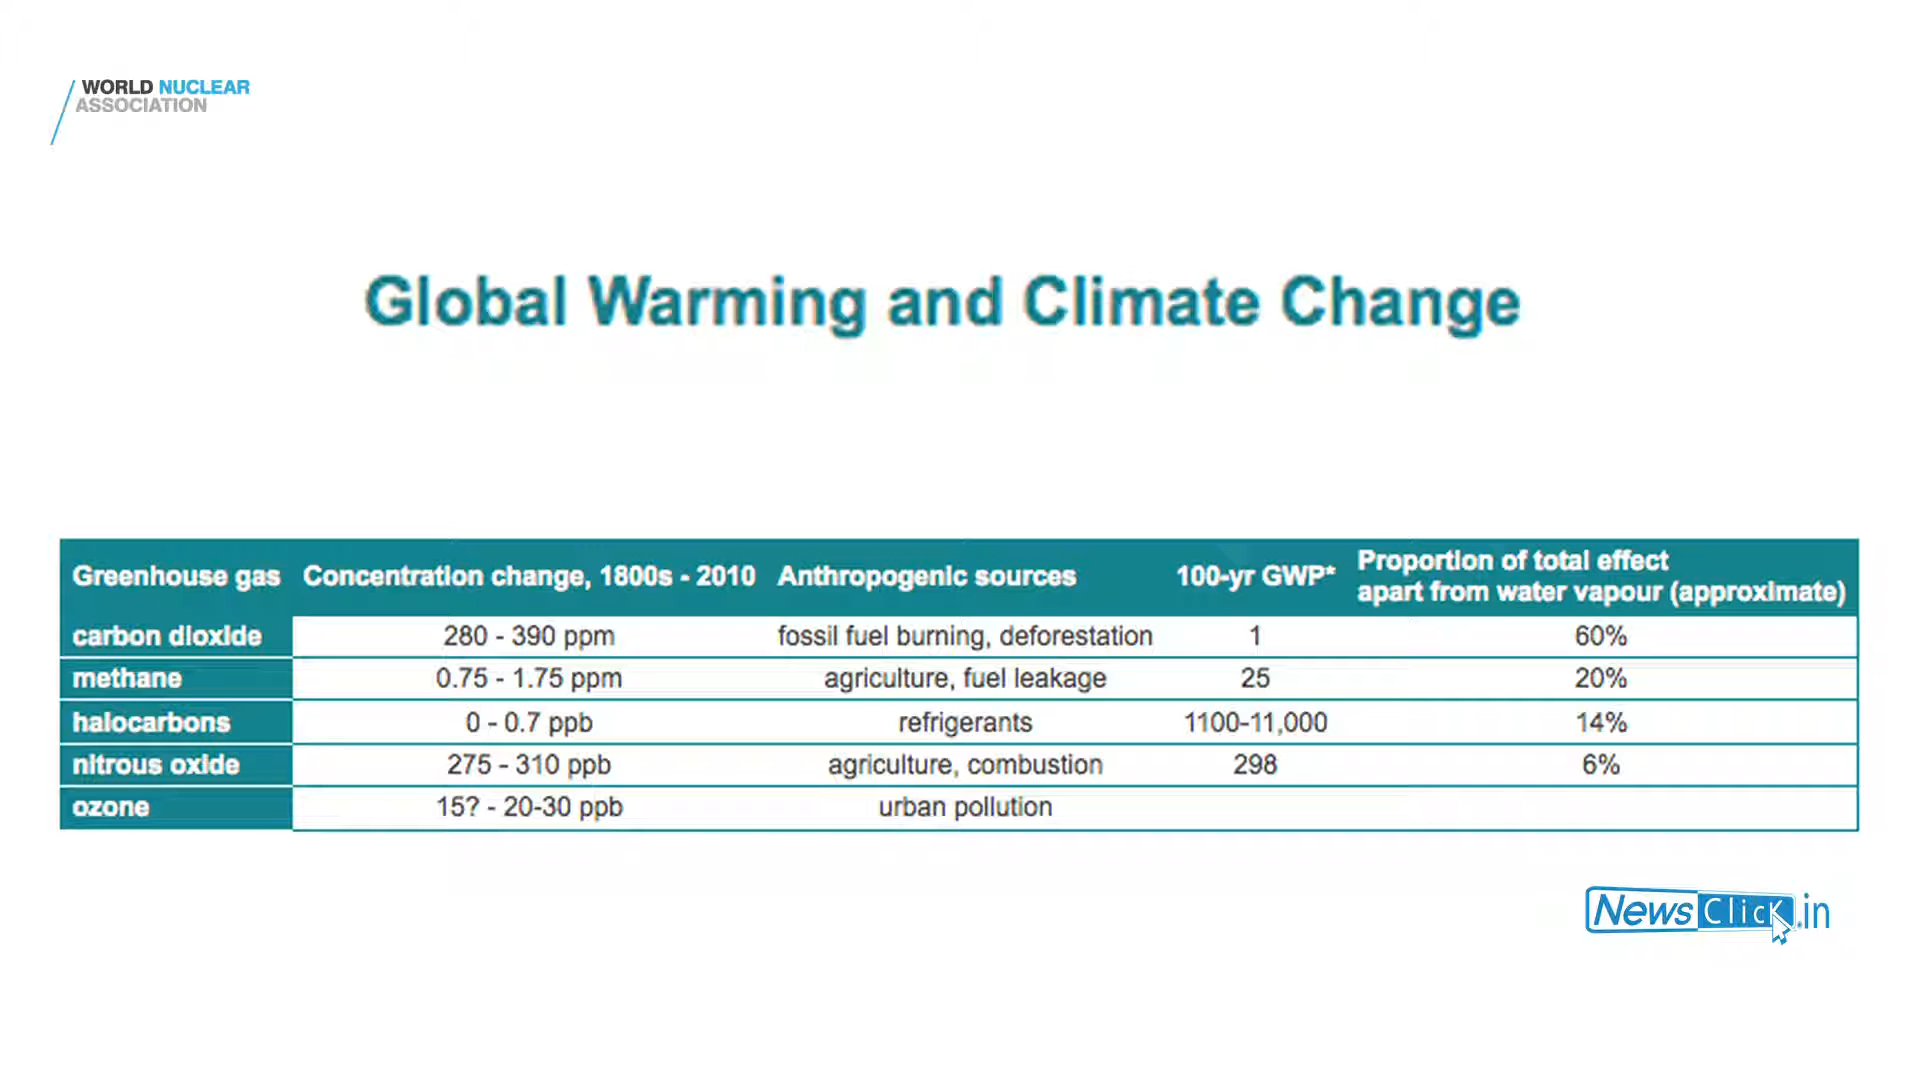 WORLD NUCLEAR
ASSOCIATION
Global Warming and Climate Change
Greenhouse gas Concentration change, 1800s - 2010 Anthropogenic sources 100-yr GWP* Proportion of total effect
apart from water vapour (approximate)
carbon dioxide 280 - 390 ppm fossil fuel burning, deforestation 1 60%
methane 0.75 - 1.75 ppm agriculture, fuel leakage 25 20%
halocarbons 0 - 0.7 ppb refrigerants 1100-11,000 14%
nitrous oxide 275 - 310 ppb agriculture, combustion 298 6%
ozone 15? - 20-30 ppb urban pollution
NewsClick.in